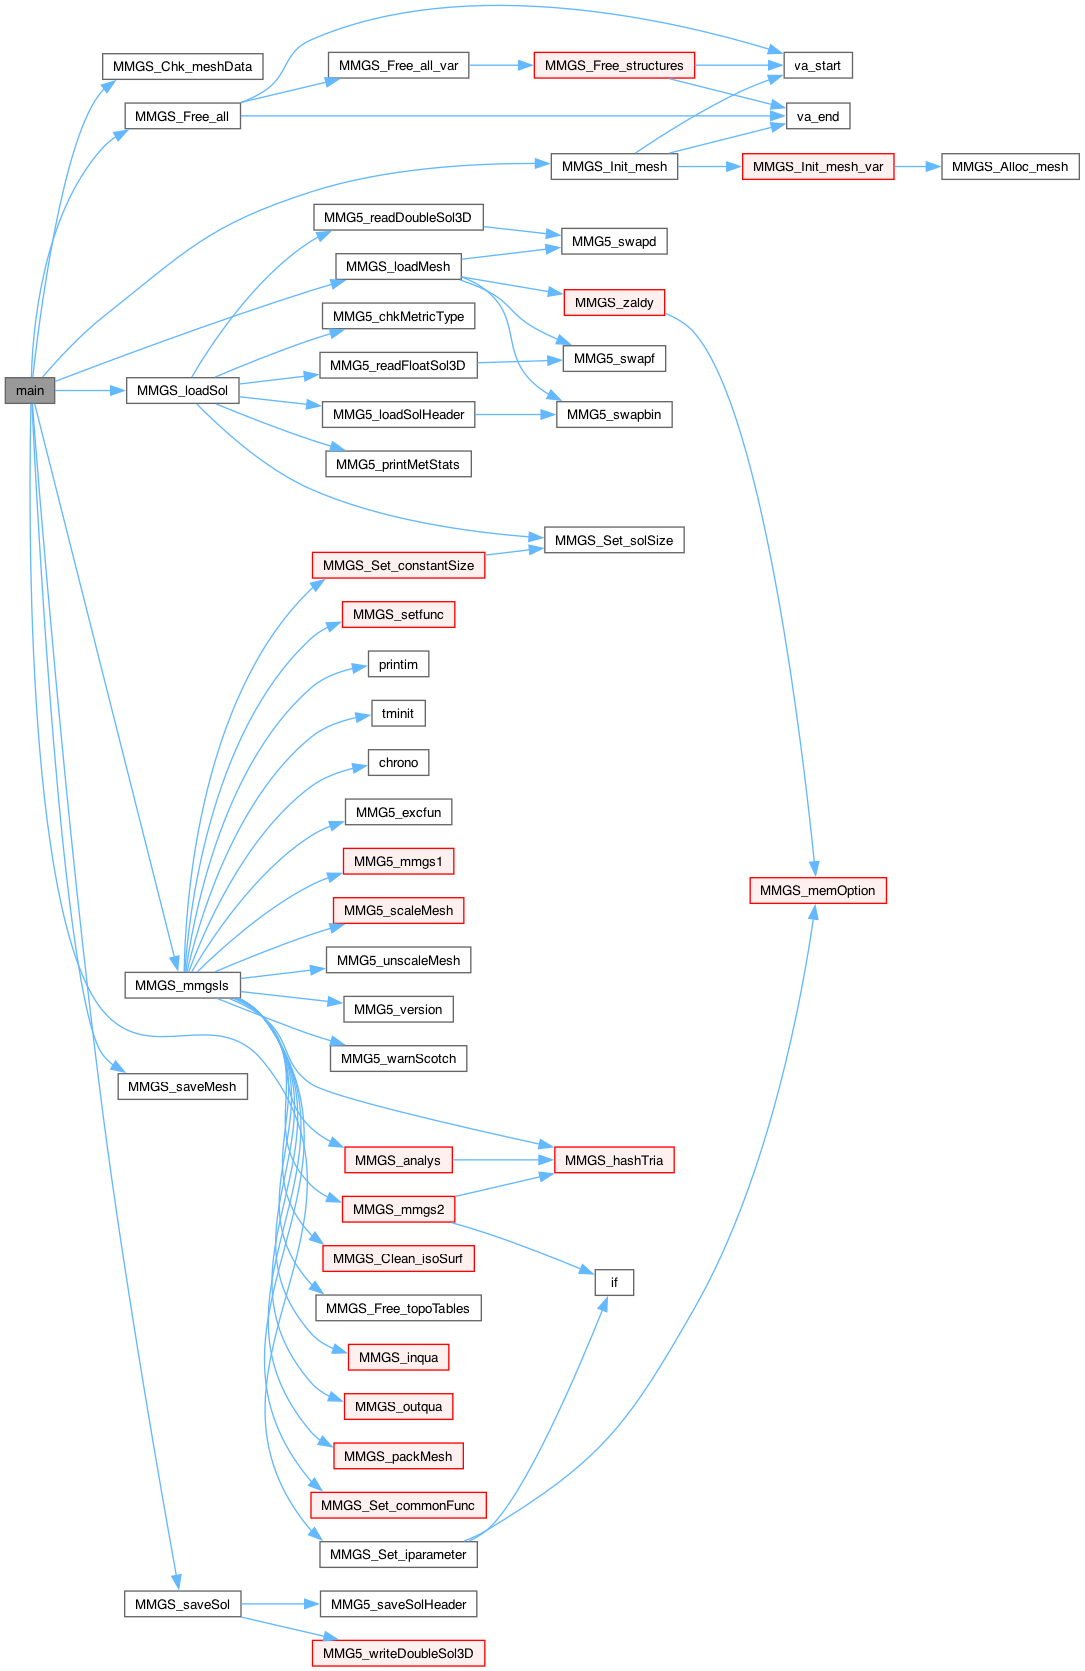 MMGS_Chk_meshData
MMGS_Free_all_var
MMGS_Free_structures
va_start
MMGS_Free_all
va_end
MMGS_Init_mesh
MMGS_Init_mesh_var
MMGS_Alloc_mesh
MMG5_readDoubleSol3D
MMG5_swapd
MMGS_loadMesh
MMGS_zaldy
MMG5_chkMetricType
MMG5_swapf
MMG5_readFloatSol3D
main
MMGS_loadSol
MMG5_loadSolHeader
MMG5_swapbin
MMG5_printMetStats
MMGS_Set_solSize
MMGS_Set_constantSize
MMGS_setfunc
printim
tminit
chrono
MMG5_excfun
MMG5_mmgs1
MMGS_memOption
MMG5_scaleMesh
MMG5_unscaleMesh
MMGS_mmgsls
MMG5_version
MMG5_warnScotch
MMGS_saveMesh
MMGS_analys
MMGS_hashTria
MMGS_mmgs2
MMGS_Clean_isoSurf
if
MMGS_Free_topoTables
MMGS_inqua
MMGS_outqua
MMGS_packMesh
MMGS_Set_commonFunc
MMGS_Set_iparameter
MMGS_saveSol
MMG5_saveSolHeader
MMG5_writeDoubleSol3D